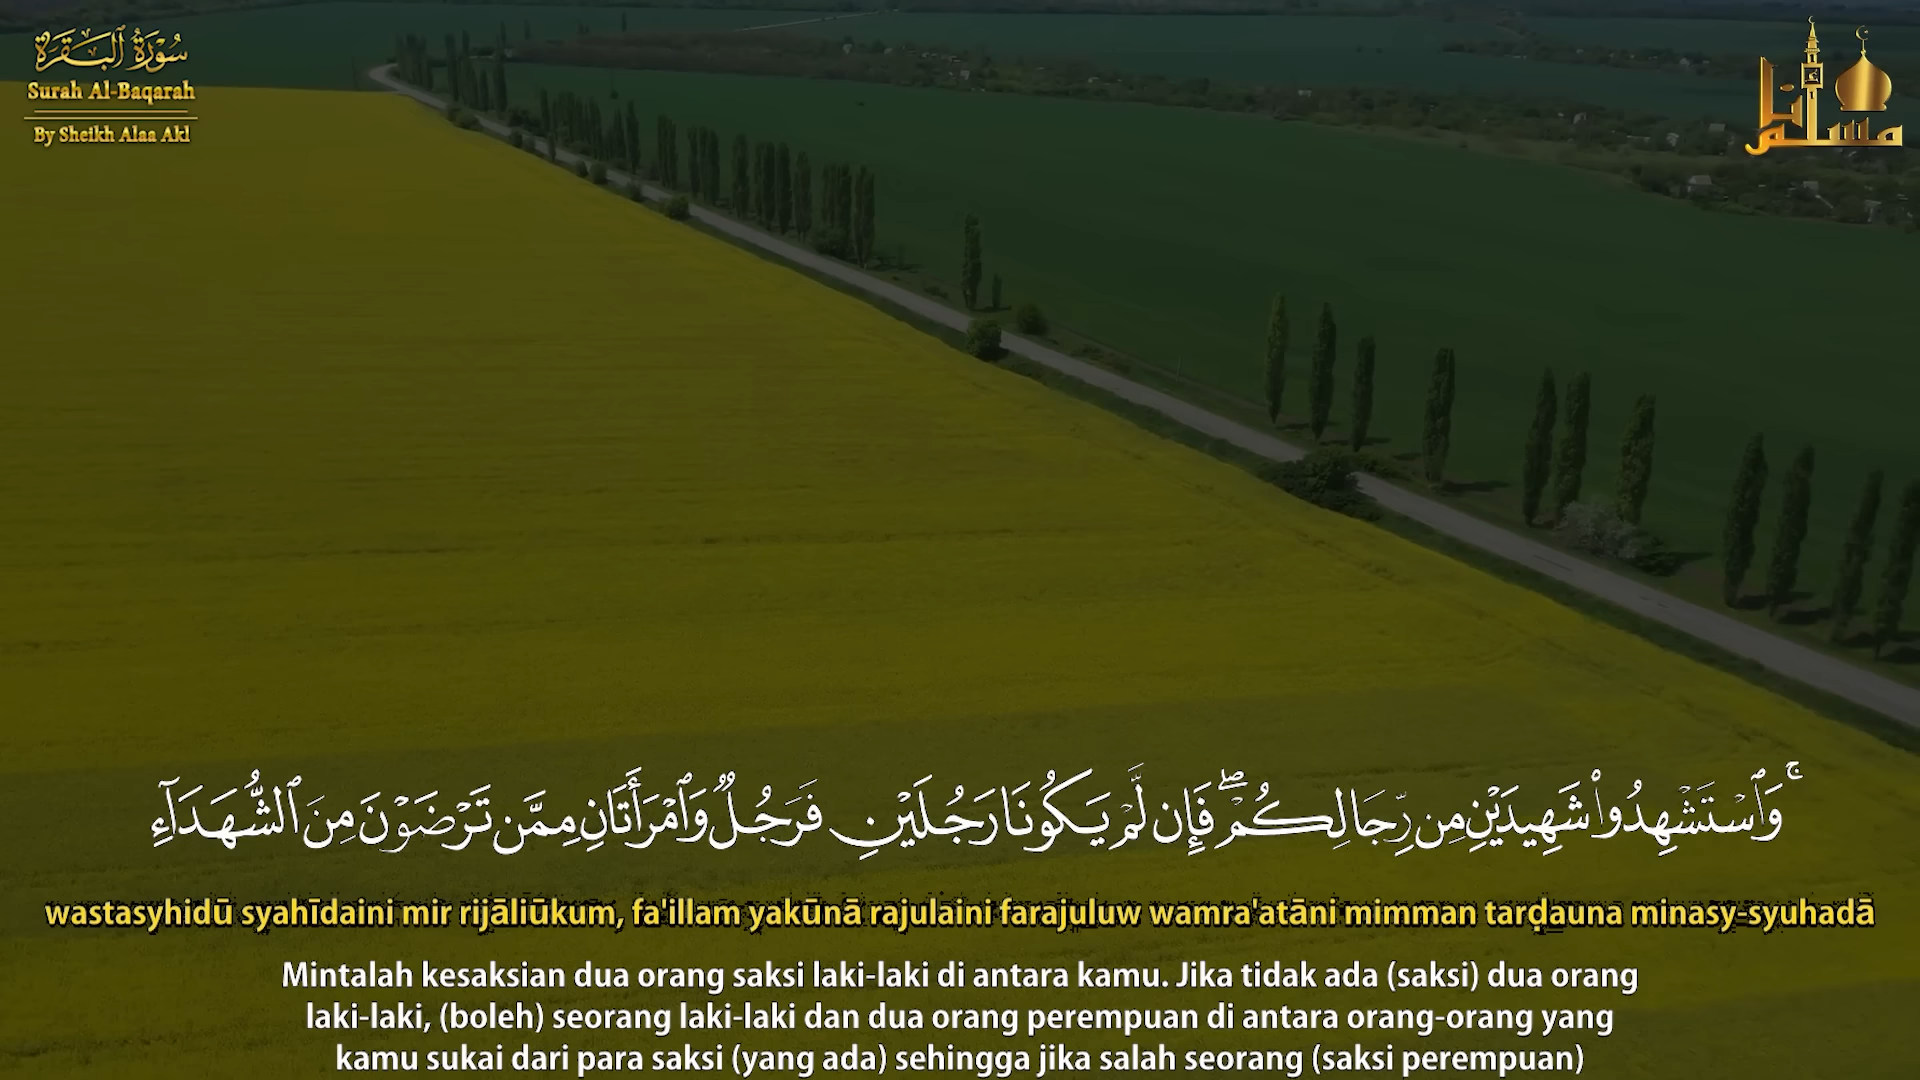 سُوْرَةُ ٱلْبَقَرَة
Surah Al-Baqarah
By Sheikh Alaa Akl
أنا
مسلم
وَٱسْتَشْهِدُوا۟ شَهِيدَيْنِ مِن رِّجَالِكُمْ ۖ فَإِن لَّمْ يَكُونَا رَجُلَيْنِ فَرَجُلٌ وَٱمْرَأَتَانِ مِمَّن تَرْضَوْنَ مِنَ ٱلشُّهَدَآءِ ۚ
wastasyhidū syahīdaini mir rijāliūkum, fa'illam yakūnā rajulaini farajuluw wamra'atāni mimman tarḍauna minasy-syuhadā
Mintalah kesaksian dua orang saksi laki-laki di antara kamu. Jika tidak ada (saksi) dua orang
laki-laki, (boleh) seorang laki-laki dan dua orang perempuan di antara orang-orang yang
kamu sukai dari para saksi (yang ada) sehingga jika salah seorang (saksi perempuan)